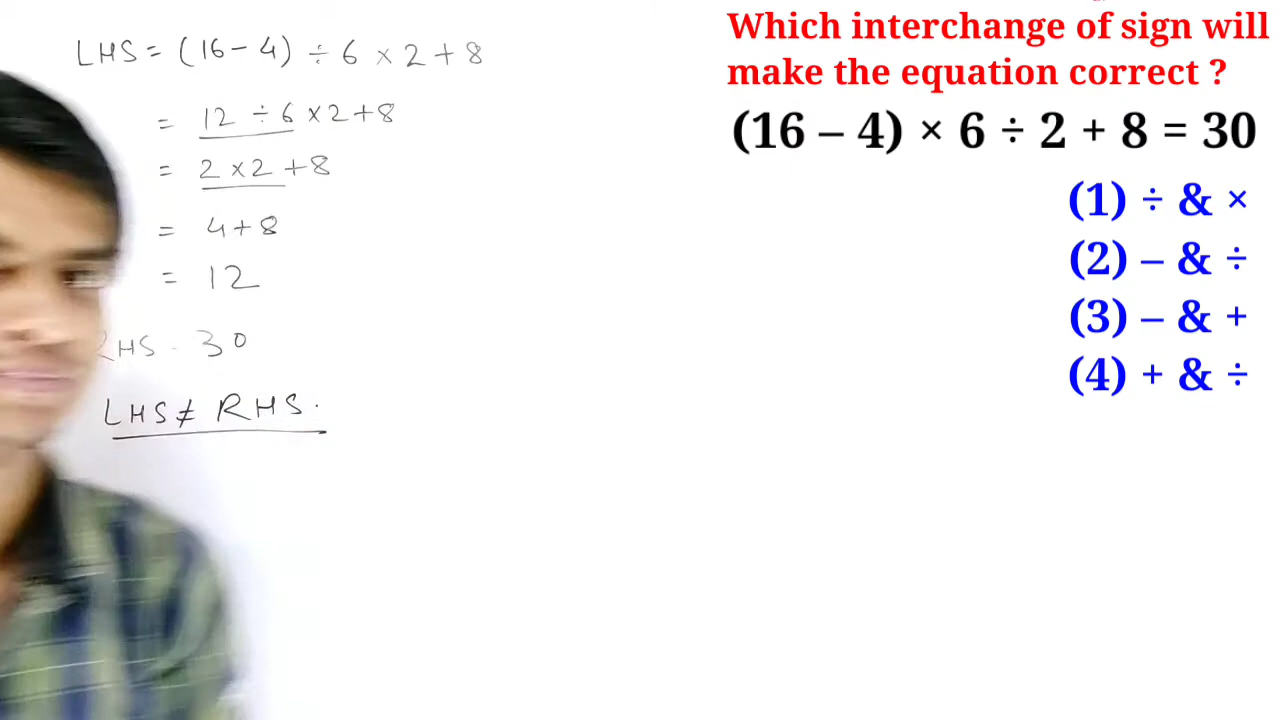 LHS = (16 - 4) ÷ 6 × 2 + 8
= 12 ÷ 6 × 2 + 8
= 2 × 2 + 8
= 4 + 8
= 12
RHS - 30
LHS ≠ RHS.
Which interchange of sign will
make the equation correct ?
(16 – 4) × 6 ÷ 2 + 8 = 30
(1) ÷ & ×
(2) – & ÷
(3) – & +
(4) + & ÷